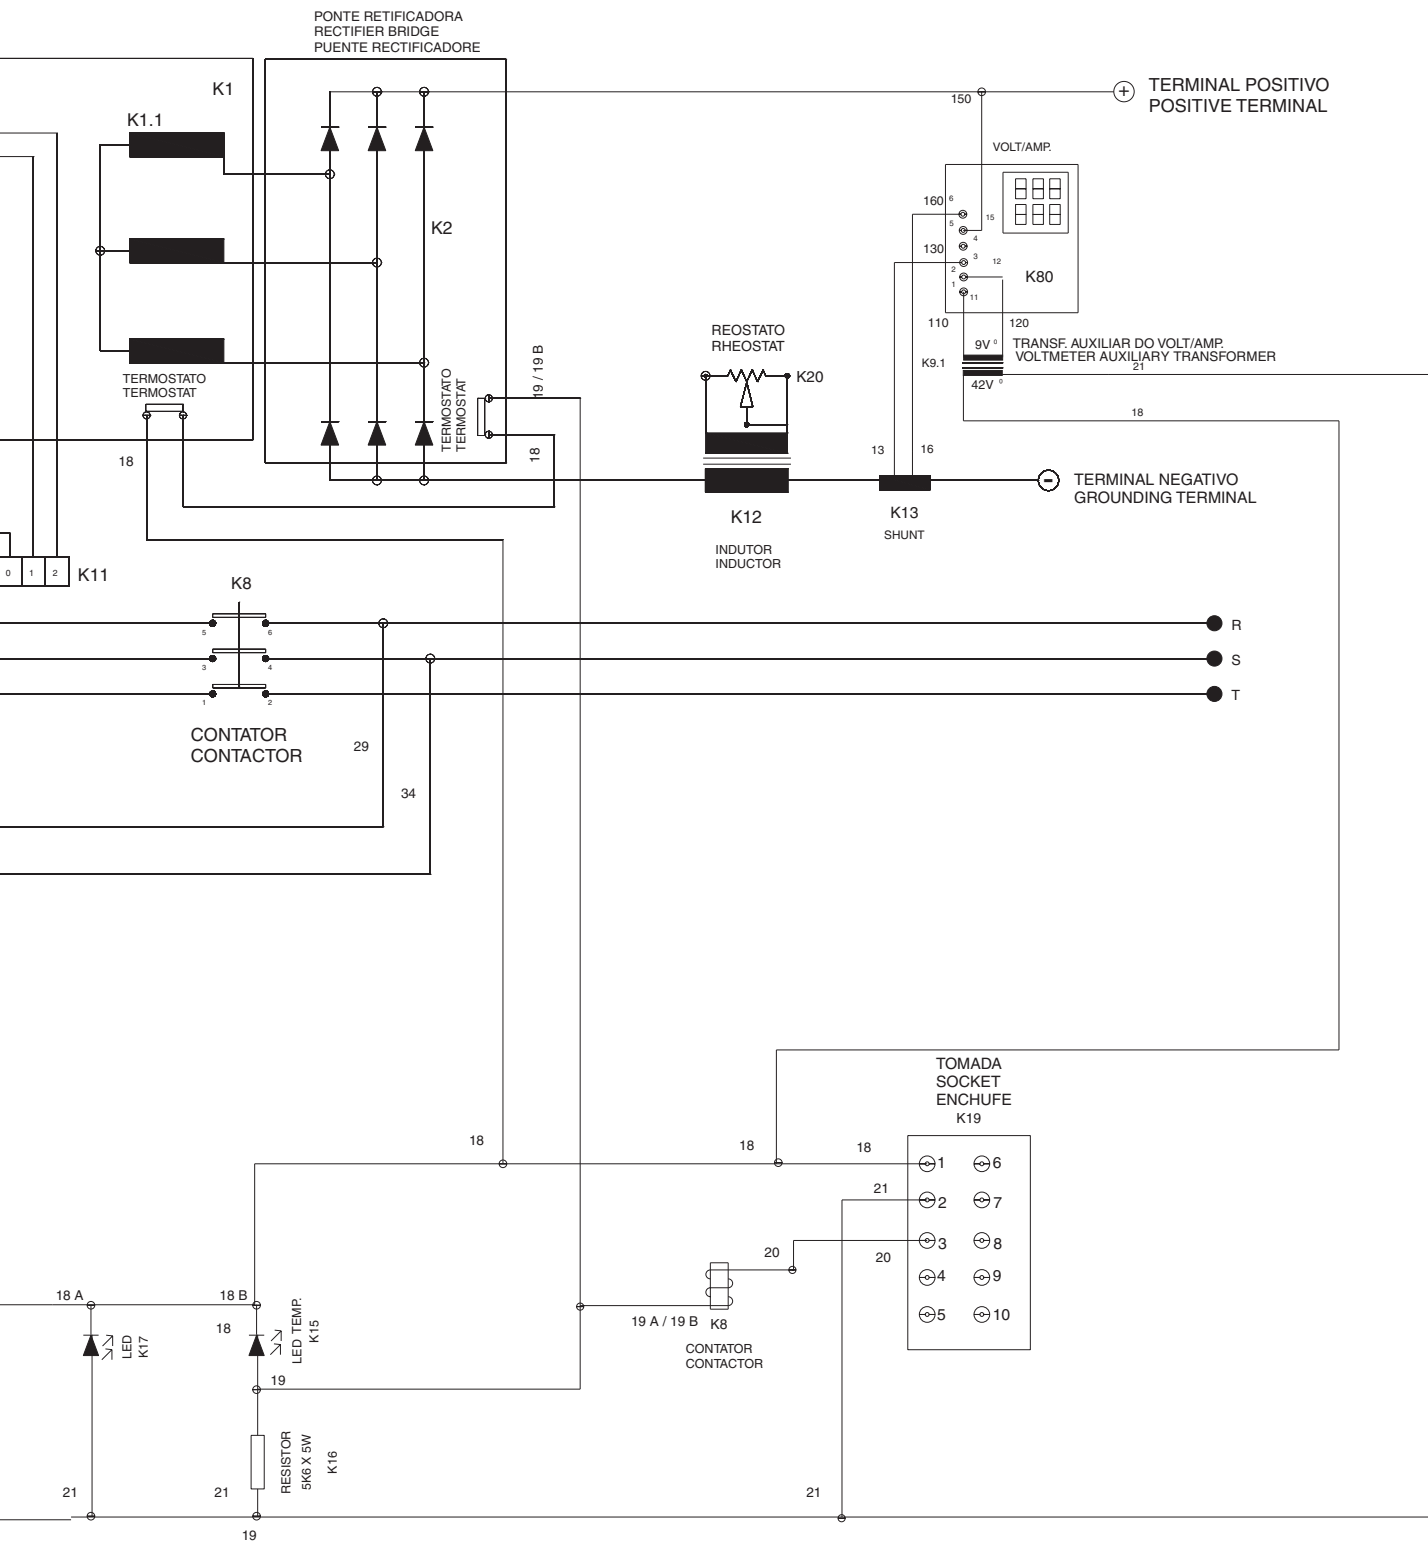 PONTE RETIFICADORA
RECTIFIER BRIDGE
PUENTE RECTIFICADORE
K1
K1.1
K2
150
+
TERMINAL POSITIVO
POSITIVE TERMINAL
VOLT/AMP.
160
6
5
15
4
130
3
12
2
1
11
K80
110
120
9V 0
TRANSF. AUXILIAR DO VOLT/AMP.
VOLTMETER AUXILIARY TRANSFORMER
K9.1
21
42V 0
18
REOSTATO
RHEOSTAT
K20
TERMOSTATO
TERMOSTAT
TERMOSTATO
TERMOSTAT
19 / 19 B
18
18
13
16
-
TERMINAL NEGATIVO
GROUNDING TERMINAL
K12
K13
SHUNT
INDUTOR
INDUCTOR
0
1
2
K11
K8
5
6
R
3
4
S
1
2
T
CONTATOR
CONTACTOR
29
34
TOMADA
SOCKET
ENCHUFE
K19
18
18
18
1
6
21
2
7
20
3
8
20
4
9
5
10
18 A
18 B
18
LED
K17
LED TEMP.
K15
19 A / 19 B
K8
CONTATOR
CONTACTOR
19
RESISTOR
5K6 X 5W
K16
21
21
21
19